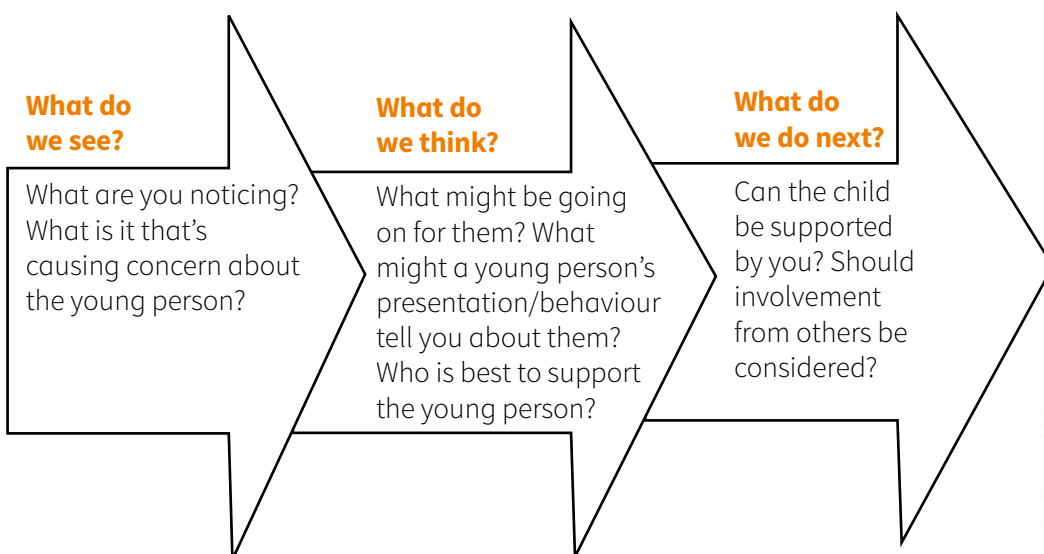 What do
we see?
What are you noticing?
What is it that's
causing concern about
the young person?
What do
we think?
What might be going
on for them? What
might a young person's
presentation/behaviour
tell you about them?
Who is best to support
the young person?
What do
we do next?
Can the child
be supported
by you? Should
involvement
from others be
considered?